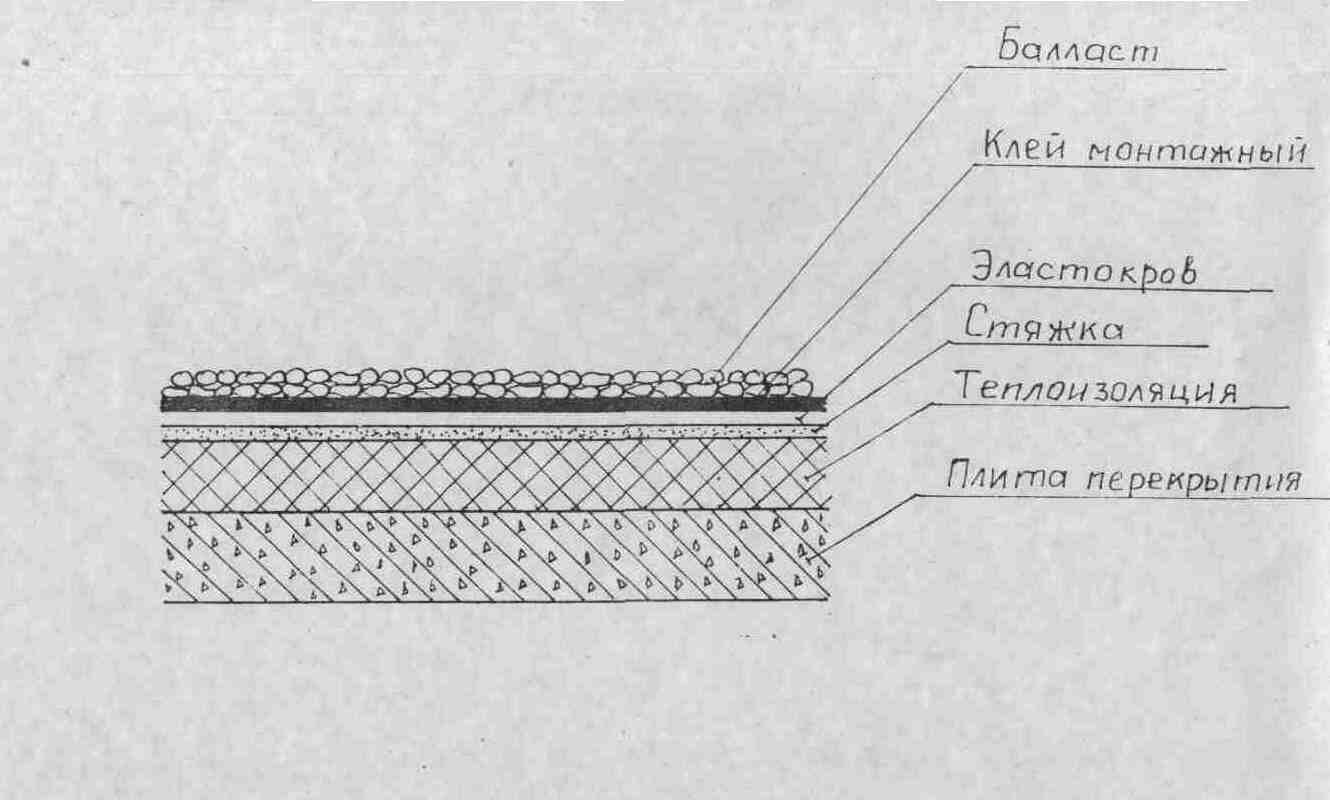 Балласт
Клей монтажный
Эластокров
Стяжка
Теплоизоляция
Плита перекрытия